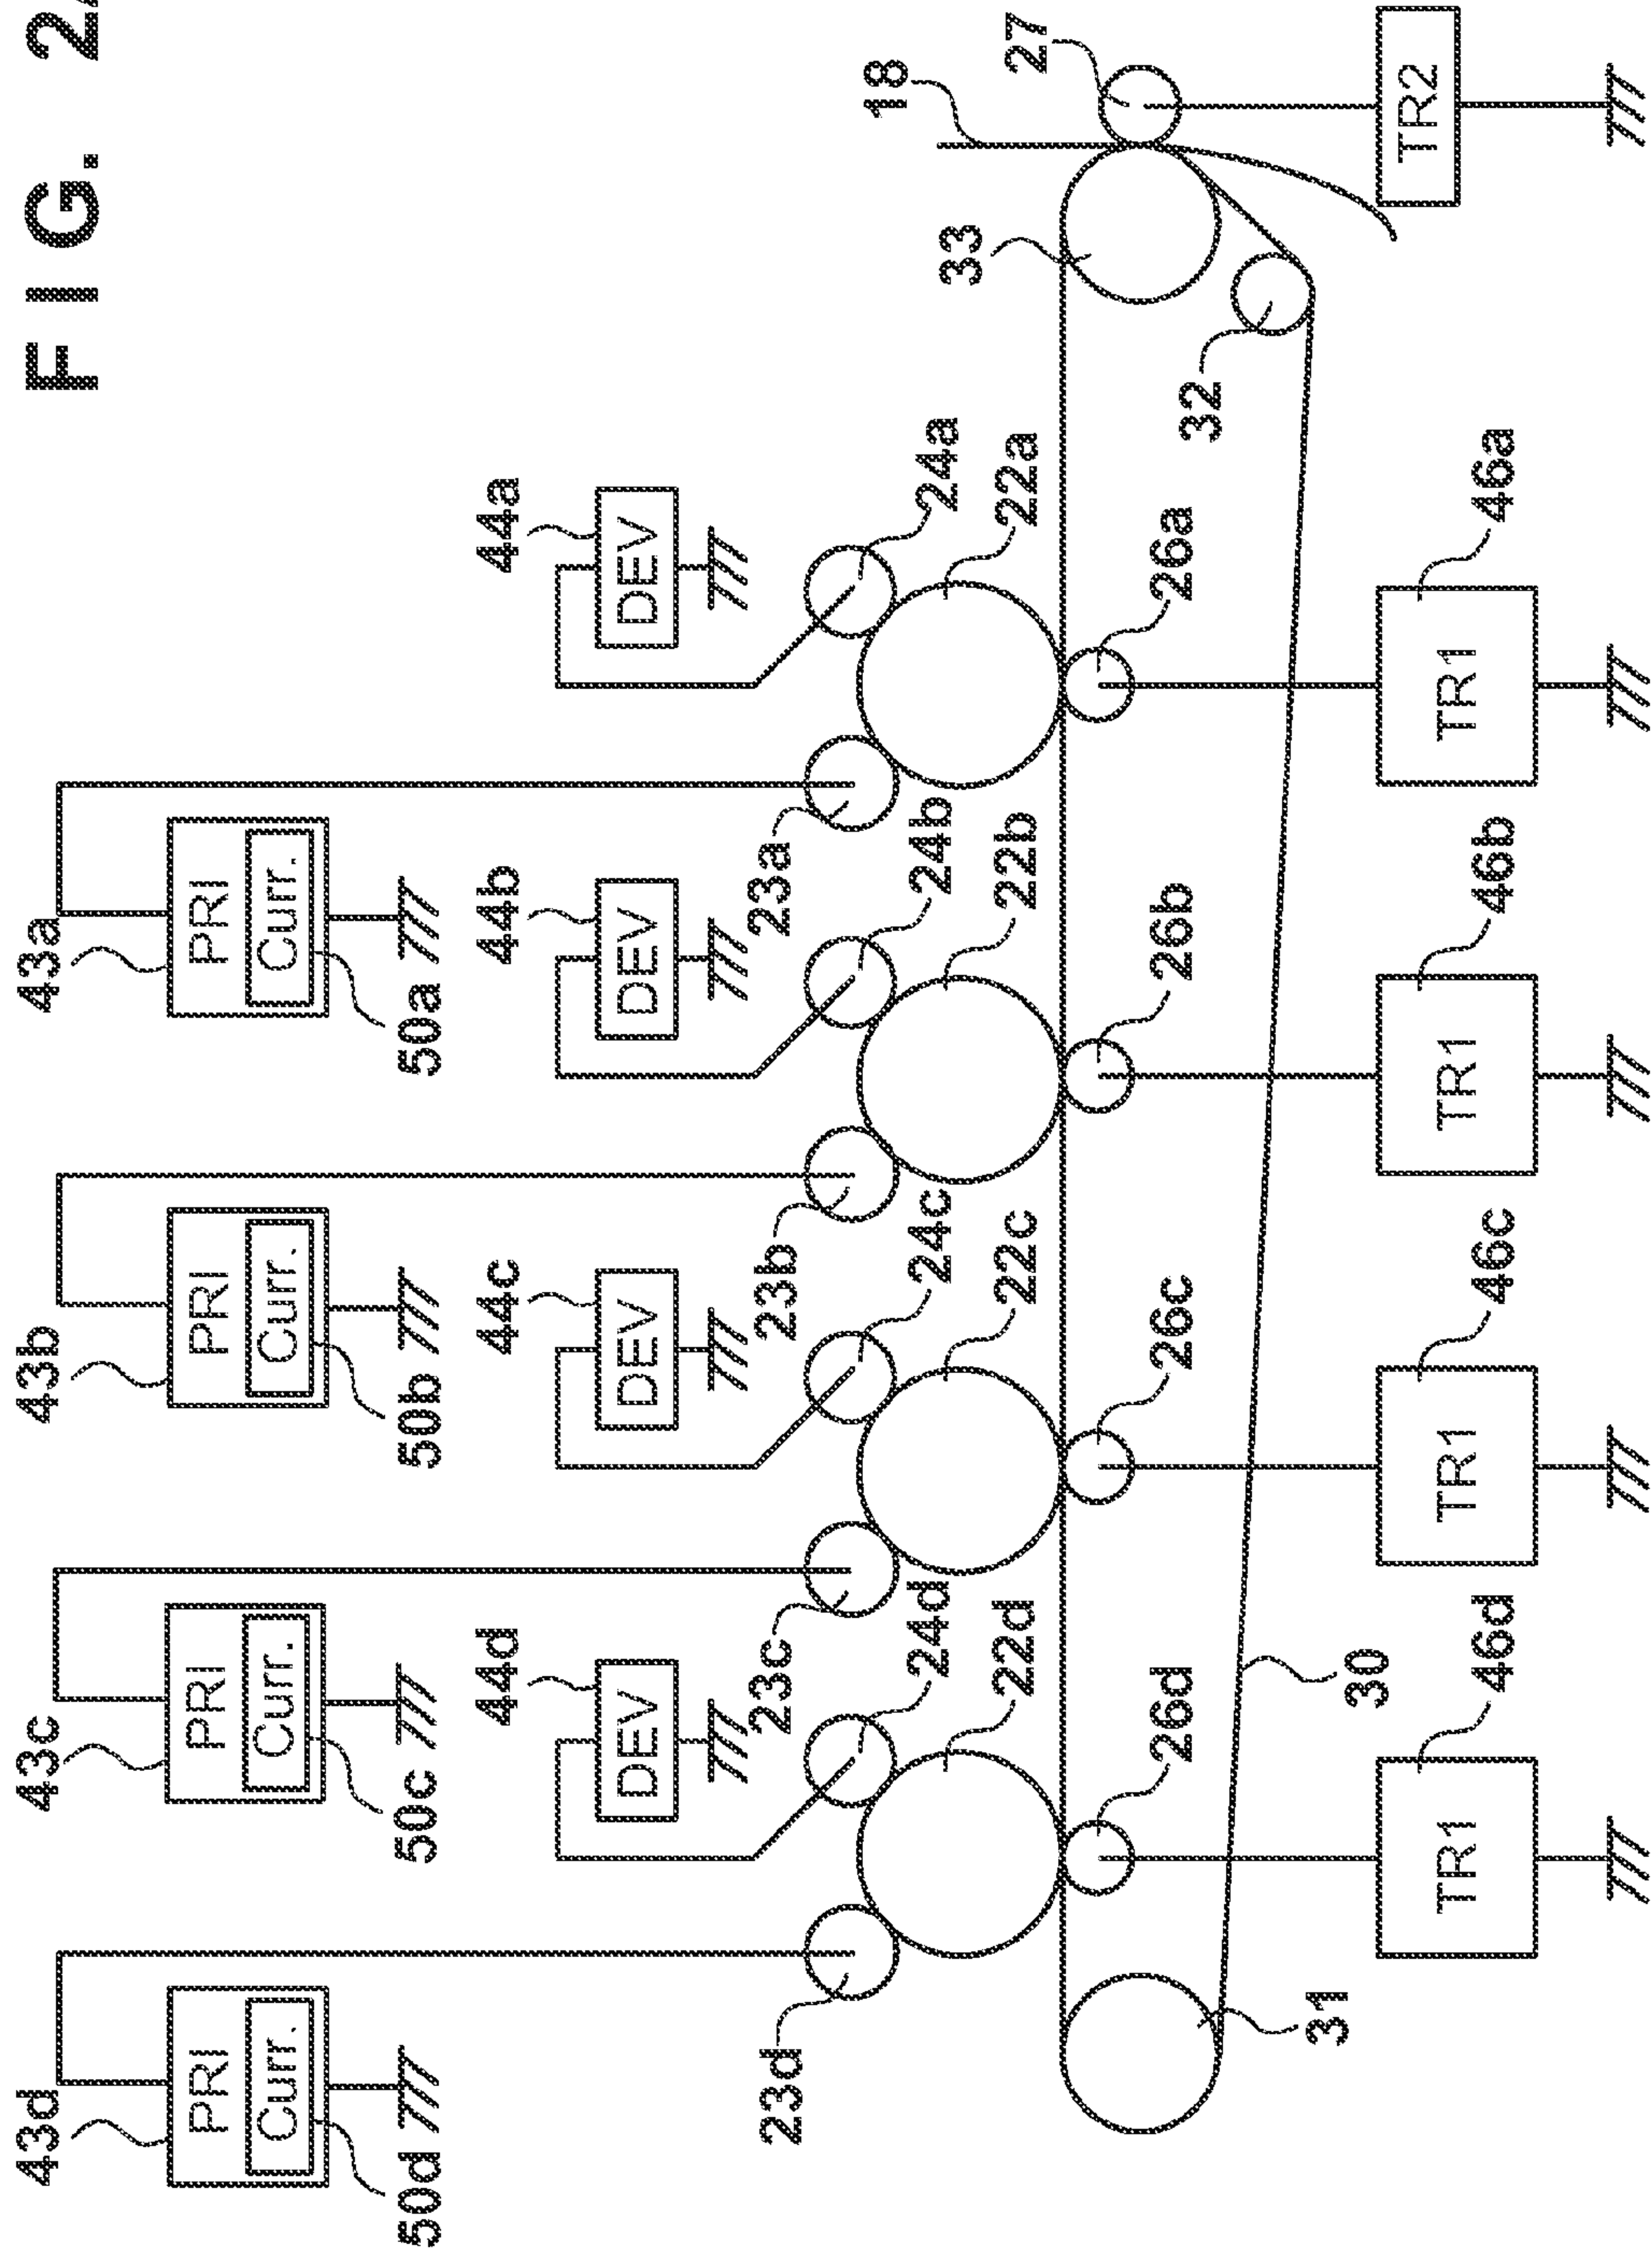 FIG. 2
43d
43c
43b
43a
PRI
PRI
PRI
PRI
Curr.
Curr.
Curr.
Curr.
50d
50c
50b
50a
44d
44c
44b
44a
DEV
DEV
DEV
DEV
23d
23c
23b
23a
24d
24c
24b
24a
22d
22c
22b
22a
18
33
27
26d
26c
26b
26a
32
31
30
46d
46c
46b
46a
TR1
TR1
TR1
TR1
TR2